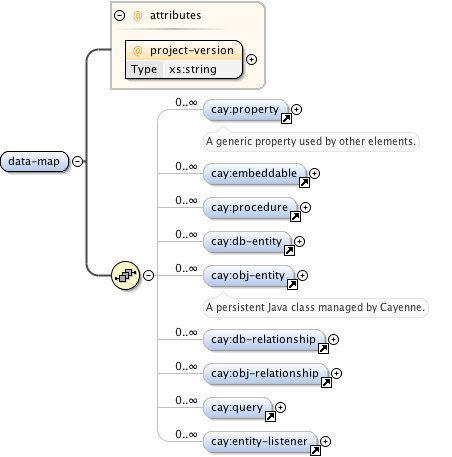 @ attributes
@ project-version
Type xs:string
data-map
0..∞
cay:property
A generic property used by other elements.
0..∞
cay:embeddable
0..∞
cay:procedure
0..∞
cay:db-entity
0..∞
cay:obj-entity
A persistent Java class managed by Cayenne.
0..∞
cay:db-relationship
0..∞
cay:obj-relationship
0..∞
cay:query
0..∞
cay:entity-listener